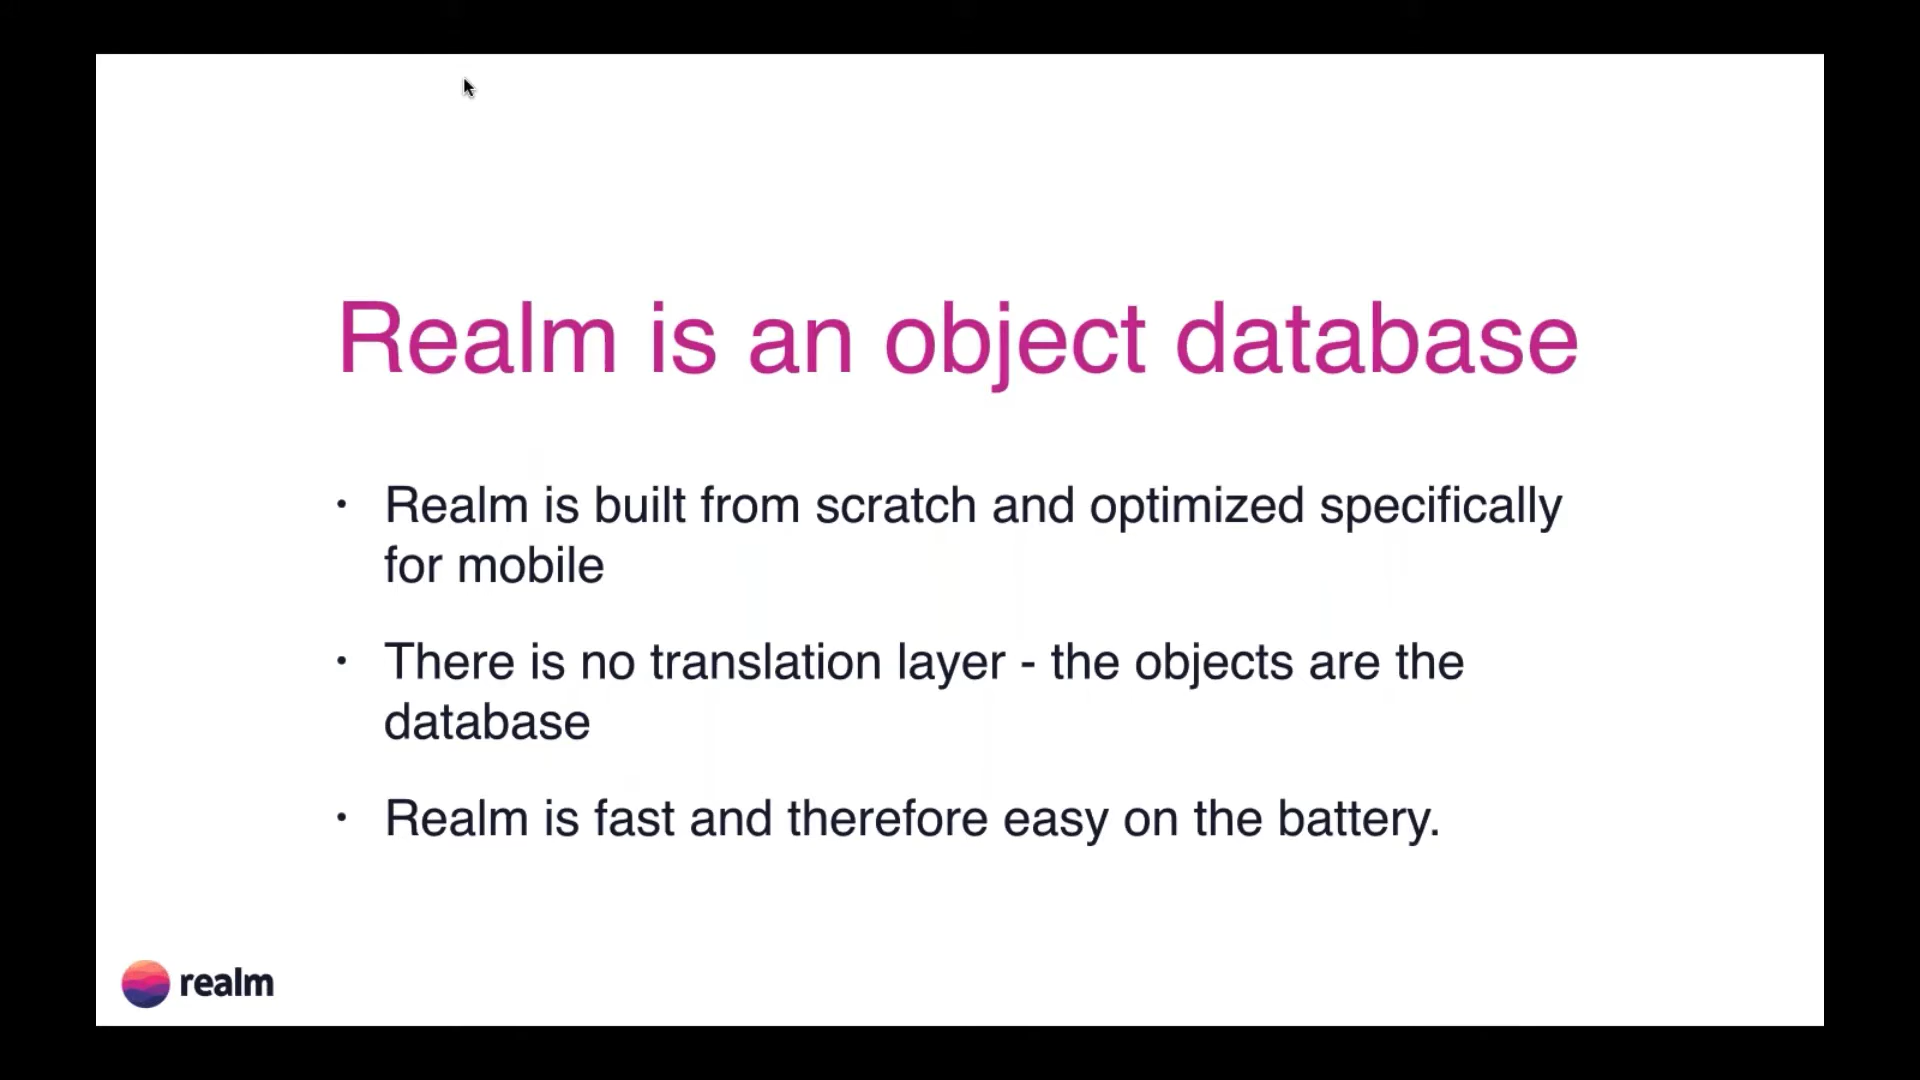 Realm is an object database
• Realm is built from scratch and optimized specifically
for mobile
• There is no translation layer - the objects are the
database
• Realm is fast and therefore easy on the battery.
realm